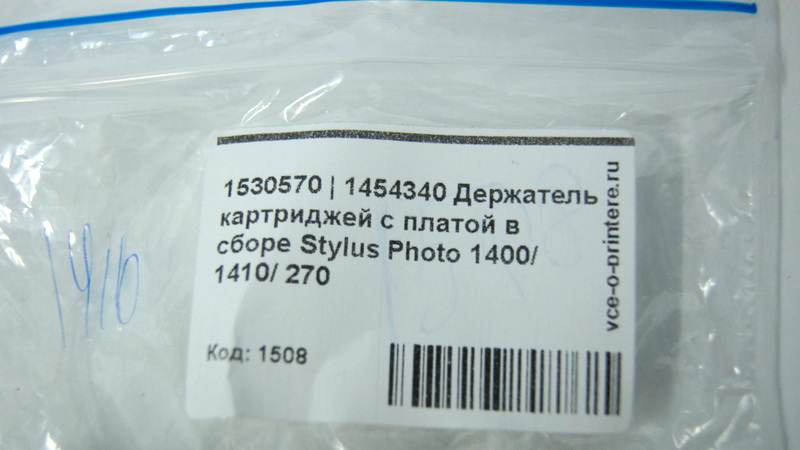 1530570 | 1454340 Держатель
картриджей с платой в
сборе Stylus Photo 1400/
1410/ 270
Код: 1508
vce-o-printere.ru
1410